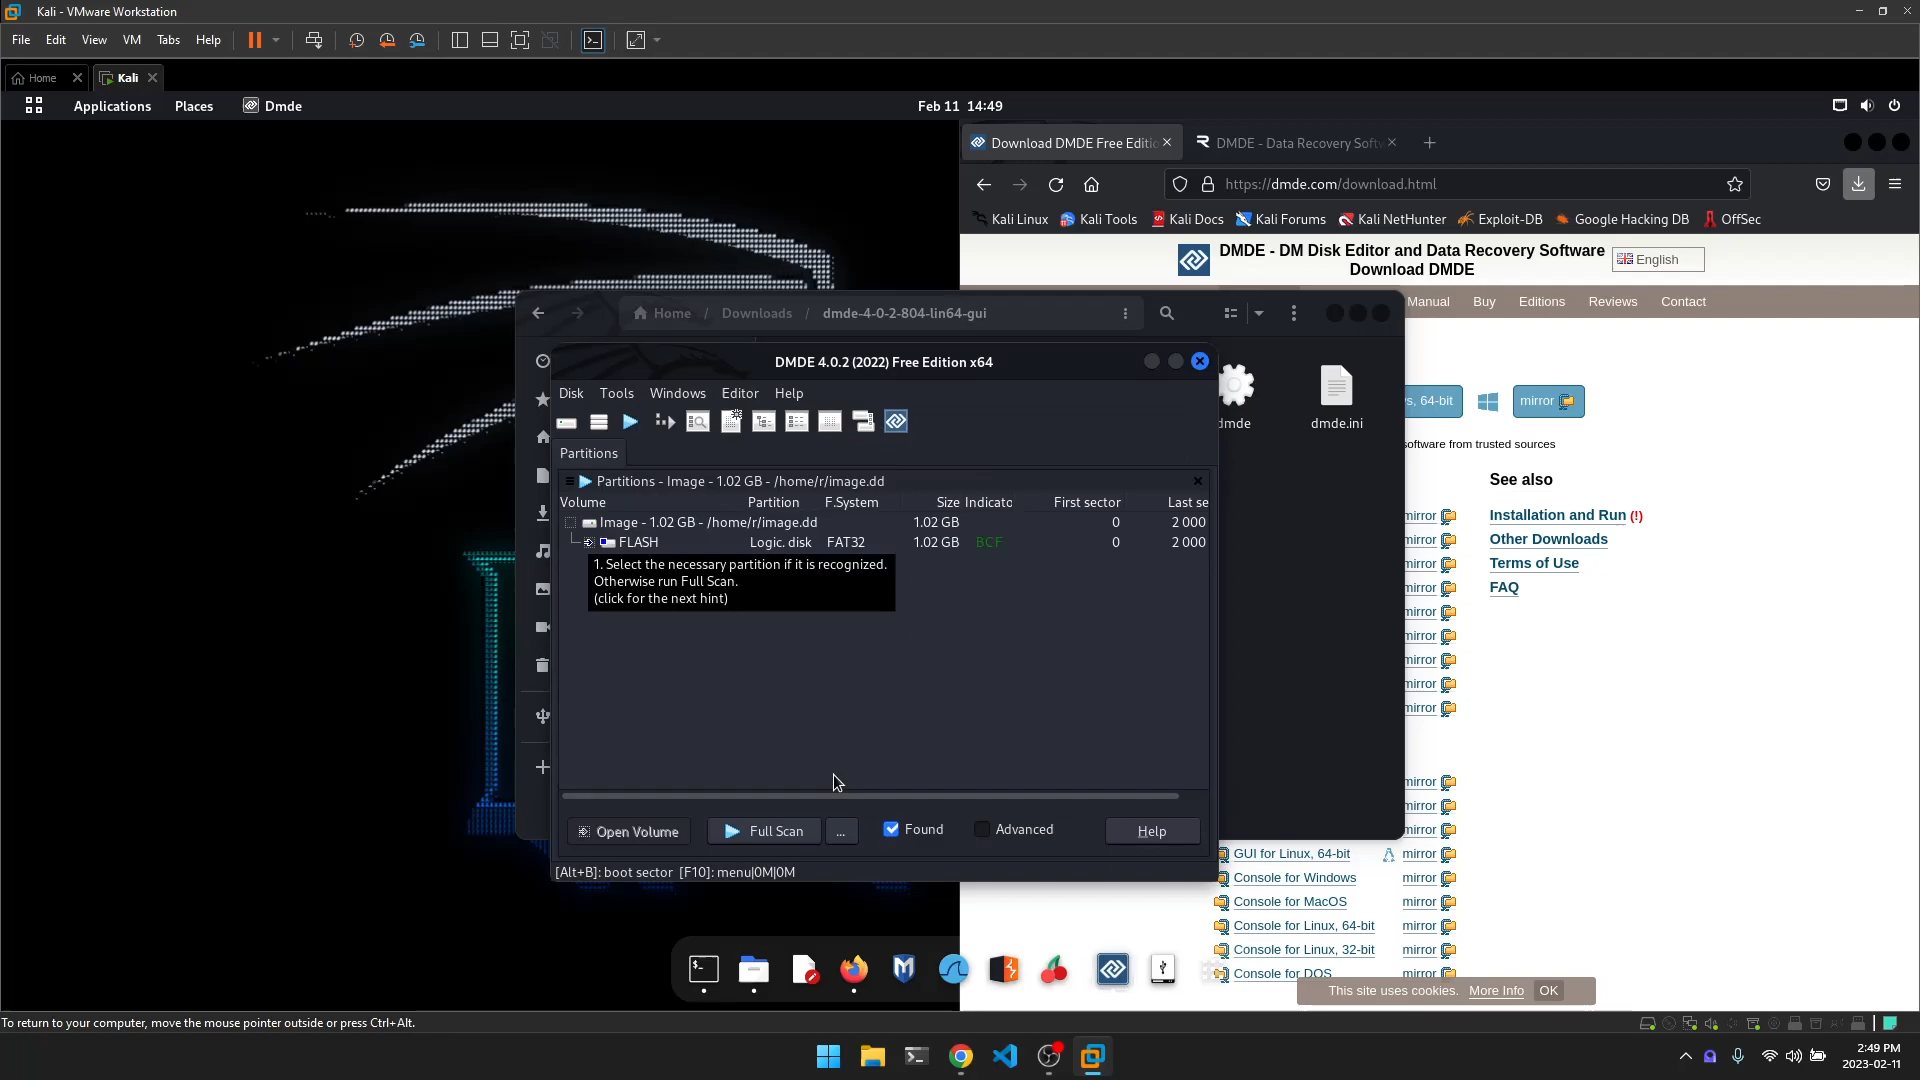 Kali - VMware Workstation
File Edit View VM Tabs Help
Home Kali
Applications Places Dmde Feb 11 14:49
Download DMDE Free Editic DMDE - Data Recovery Softw
https://dmde.com/download.html
Kali Linux Kali Tools Kali Docs Kali Forums Kali NetHunter Exploit-DB Google Hacking DB OffSec
DMDE - DM Disk Editor and Data Recovery Software
Download DMDE
English
Manual Buy Editions Reviews Contact
Home / Downloads / dmde-4-0-2-804-lin64-gui
DMDE 4.0.2 (2022) Free Edition x64
Disk Tools Windows Editor Help
dmde dmde.ini
s, 64-bit mirror
software from trusted sources
See also
Installation and Run (!)
Other Downloads
Terms of Use
FAQ
Partitions
Partitions - Image - 1.02 GB - /home/r/image.dd
Volume Partition F.System Size Indicato First sector Last se
Image - 1.02 GB - /home/r/image.dd 1.02 GB 0 2 000
FLASH Logic. disk FAT32 1.02 GB BCF 0 2 000
1. Select the necessary partition if it is recognized.
Otherwise run Full Scan.
(click for the next hint)
Open Volume Full Scan ... Found Advanced Help
[Alt+B]: boot sector [F10]: menu|0M|0M
mirror
mirror
mirror
mirror
mirror
mirror
mirror
mirror
mirror
mirror
mirror
mirror
GUI for Linux, 64-bit mirror
Console for Windows mirror
Console for MacOS mirror
Console for Linux, 64-bit mirror
Console for Linux, 32-bit mirror
Console for DOS mirror
This site uses cookies. More Info OK
To return to your computer, move the mouse pointer outside or press Ctrl+Alt.
2:49 PM
2023-02-11